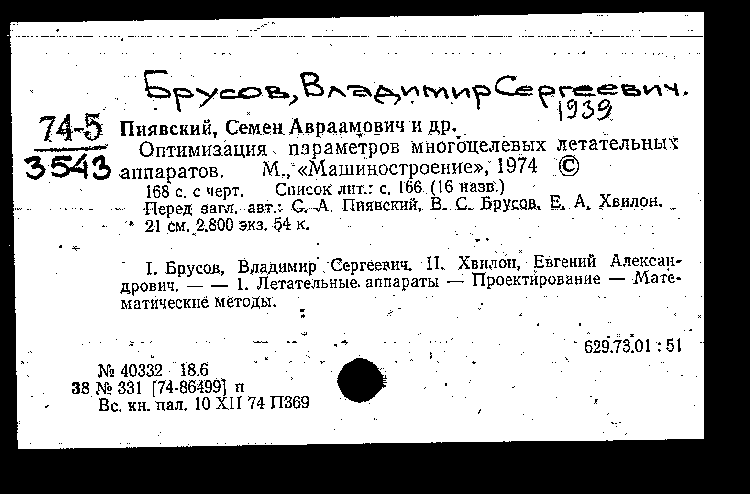 Брусов, Владимир Сергеевич.
1939
74-5
3543
Пиявский, Семен Авраамович и др.
Оптимизация параметров многоцелевых летательных
аппаратов. М., «Машиностроение», 1974 ©
168 с. с черт. Список лит.: с. 166 (16 назв.)
Перед загл. авт.: С. А. Пиявский, В. С. Брусов, Е. А. Хвилон.
21 см. 2.800 экз. 54 к.
I. Брусов, Владимир Сергеевич. II. Хвилон, Евгений Алексан-
дрович. — — 1. Летательные аппараты — Проектирование — Мате-
матические методы.
629.73.01 : 51
№ 40332 18.6
38 № 331 [74-86499] п
Вс. кн. пал. 10 XII 74 П369